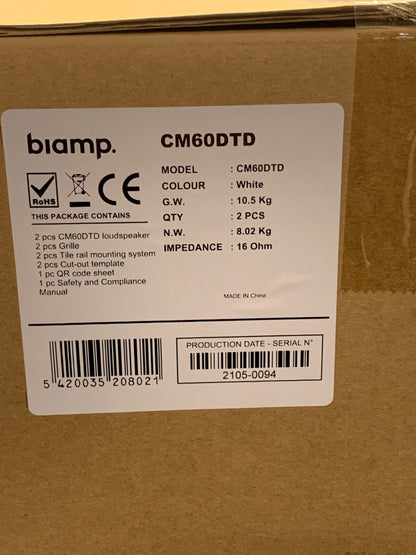 biamp.
CM60DTD
MODEL : CM60DTD
COLOUR : White
G.W. : 10.5 Kg
QTY : 2 PCS
N.W. : 8.02 Kg
IMPEDANCE : 16 Ohm
RoHS
CE
THIS PACKAGE CONTAINS
2 pcs CM60DTD loudspeaker
2 pcs Grille
2 pcs Tile rail mounting system
2 pcs Cut-out template
1 pc QR code sheet
1 pc Safety and Compliance
Manual
MADE IN China
PRODUCTION DATE - SERIAL N°
2105-0094
5 420035 208021